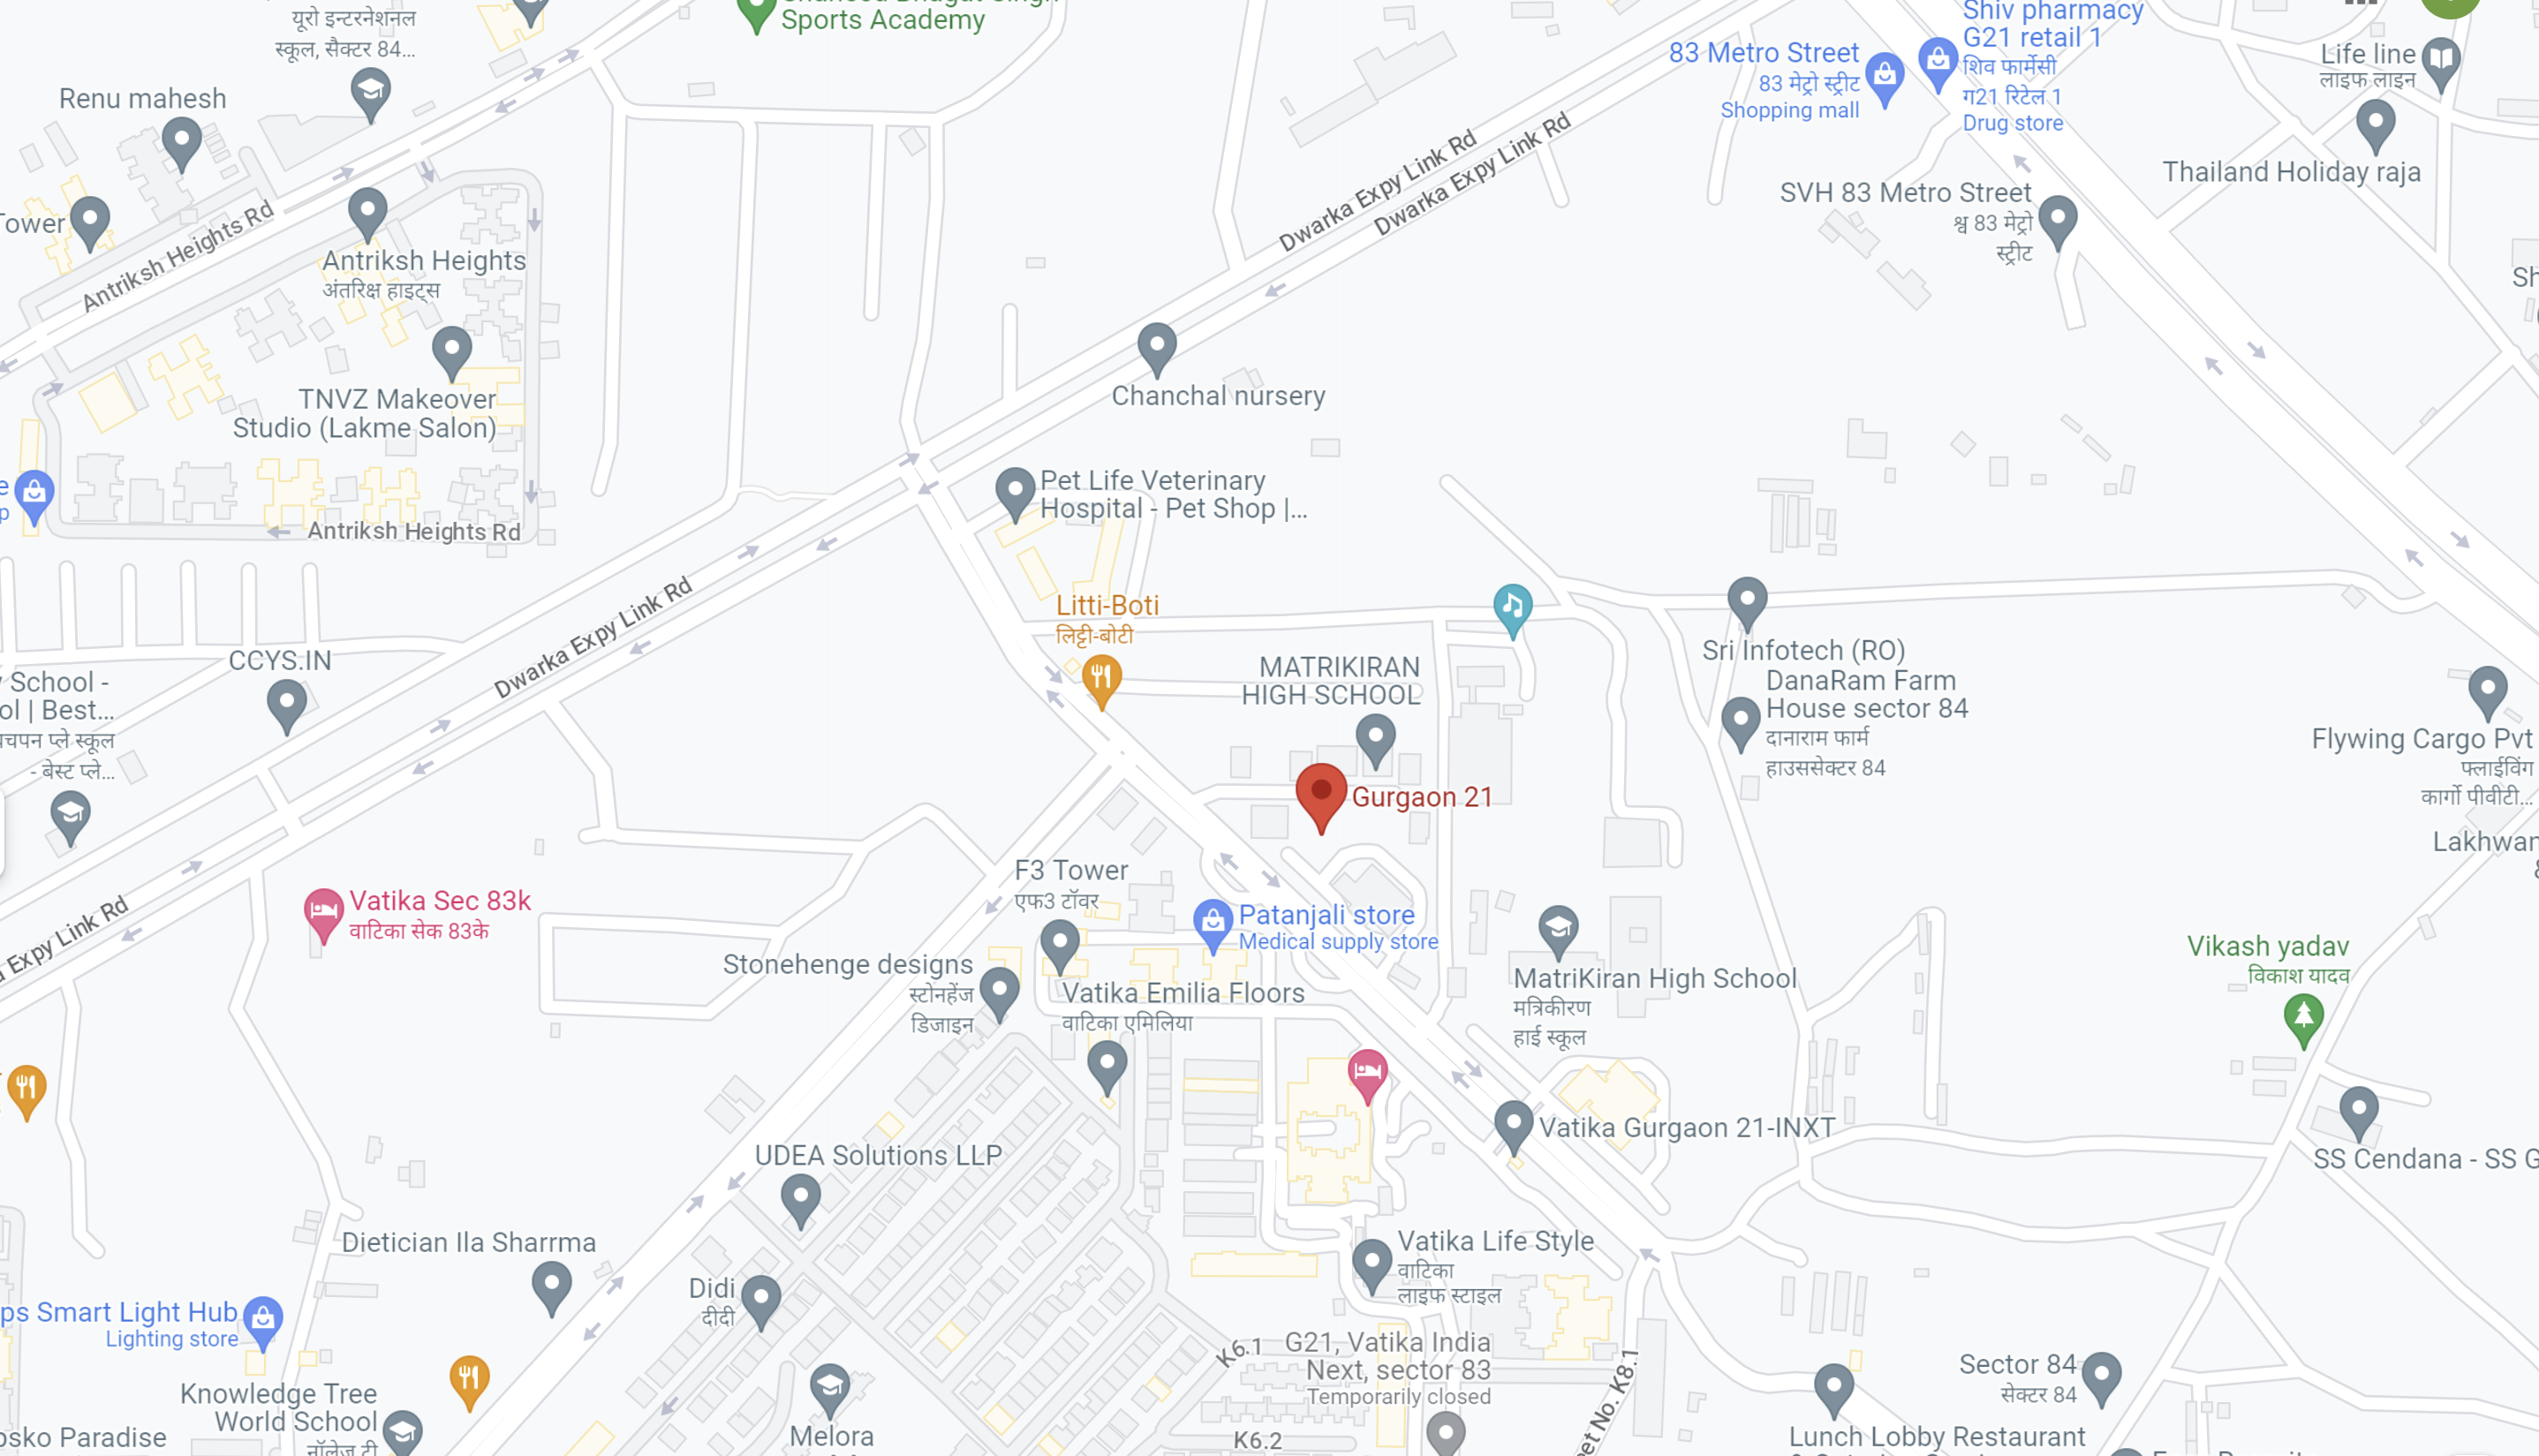 यूरो इन्टरनेशनल
स्कूल, सैक्टर 84...
Sports Academy
Shiv pharmacy
G21 retail 1
शिव फार्मेसी
ग21 रिटेल 1
Drug store
83 Metro Street
83 मेट्रो स्ट्रीट
Shopping mall
Life line
लाइफ लाइन
Renu mahesh
Thailand Holiday raja
SVH 83 Metro Street
श्व 83 मेट्रो
स्ट्रीट
Tower
Antriksh Heights Rd
Antriksh Heights
अंतरिक्ष हाइट्स
Dwarka Expy Link Rd
Dwarka Expy Link Rd
Sh
TNVZ Makeover
Studio (Lakme Salon)
Chanchal nursery
Pet Life Veterinary
Hospital - Pet Shop |...
Antriksh Heights Rd
Litti-Boti
लिट्टी-बोटी
Dwarka Expy Link Rd
CCYS.IN
School -
ol | Best...
पचपन प्ले स्कूल
- बेस्ट प्ले...
MATRIKIRAN
HIGH SCHOOL
Sri Infotech (RO)
DanaRam Farm
House sector 84
दानाराम फार्म
हाउससेक्टर 84
Flywing Cargo Pvt
फ्लाईविंग
कार्गो पीवीटी...
Gurgaon 21
Lakhwan
F3 Tower
एफ3 टॉवर
Vatika Sec 83k
वाटिका सेक 83के
Expy Link Rd
Patanjali store
Medical supply store
Stonehenge designs
स्टोनहेंज
डिजाइन
Vatika Emilia Floors
वाटिका एमिलिया
MatriKiran High School
मत्रिकीरण
हाई स्कूल
Vikash yadav
विकाश यादव
Vatika Gurgaon 21-INXT
SS Cendana - SS G
UDEA Solutions LLP
Dietician Ila Sharrma
Vatika Life Style
वाटिका
लाइफ स्टाइल
Didi
दीदी
ps Smart Light Hub
Lighting store
K6.1
G21, Vatika India
Next, sector 83
Temporarily closed
et No. K8.1
Sector 84
सेक्टर 84
Knowledge Tree
World School
नॉलेज ट्री
osko Paradise
Melora
K6.2
Lunch Lobby Restaurant